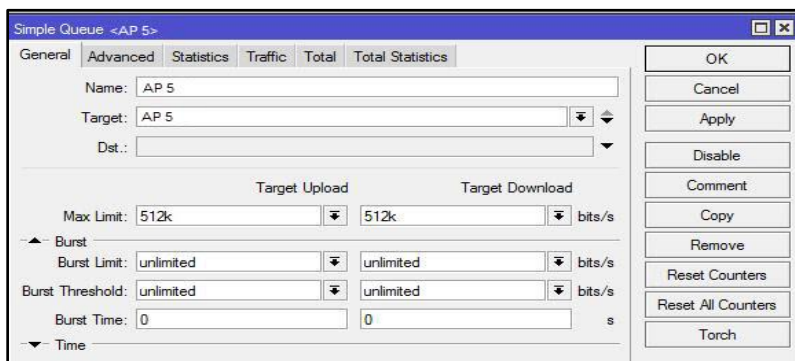 Simple Queue <AP 5>
General Advanced Statistics Traffic Total Total Statistics
Name: AP 5
Target: AP 5
Dst.:
Target Upload Target Download
Max Limit: 512k 512k bits/s
Burst
Burst Limit: unlimited unlimited bits/s
Burst Threshold: unlimited unlimited bits/s
Burst Time: 0 0 s
Time
OK
Cancel
Apply
Disable
Comment
Copy
Remove
Reset Counters
Reset All Counters
Torch